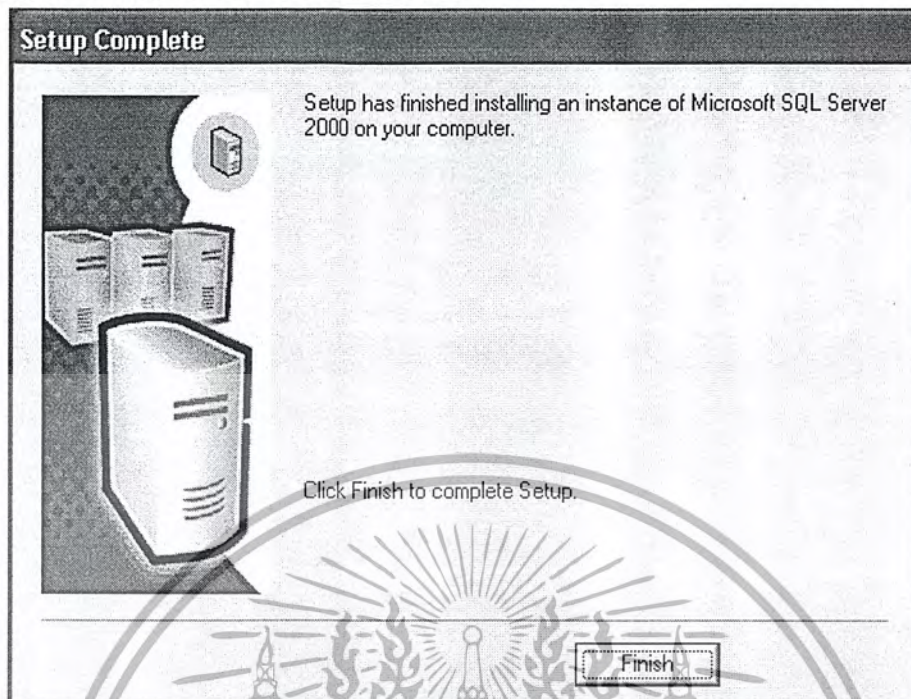 Setup Complete
Setup has finished installing an instance of Microsoft SQL Server
2000 on your computer.
Click Finish to complete Setup.
Finish